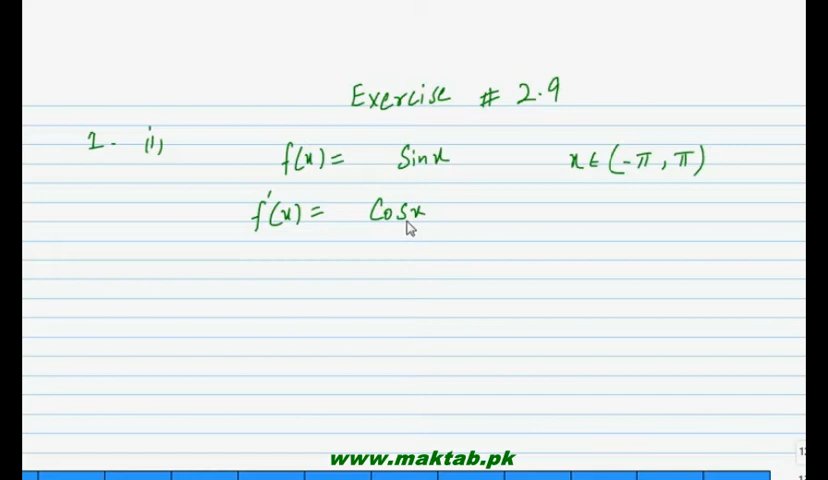 Exercise # 2.9
1. (i) f(x) = Sinx x ∈ (-π, π)
f'(x) = Cosx
www.maktab.pk